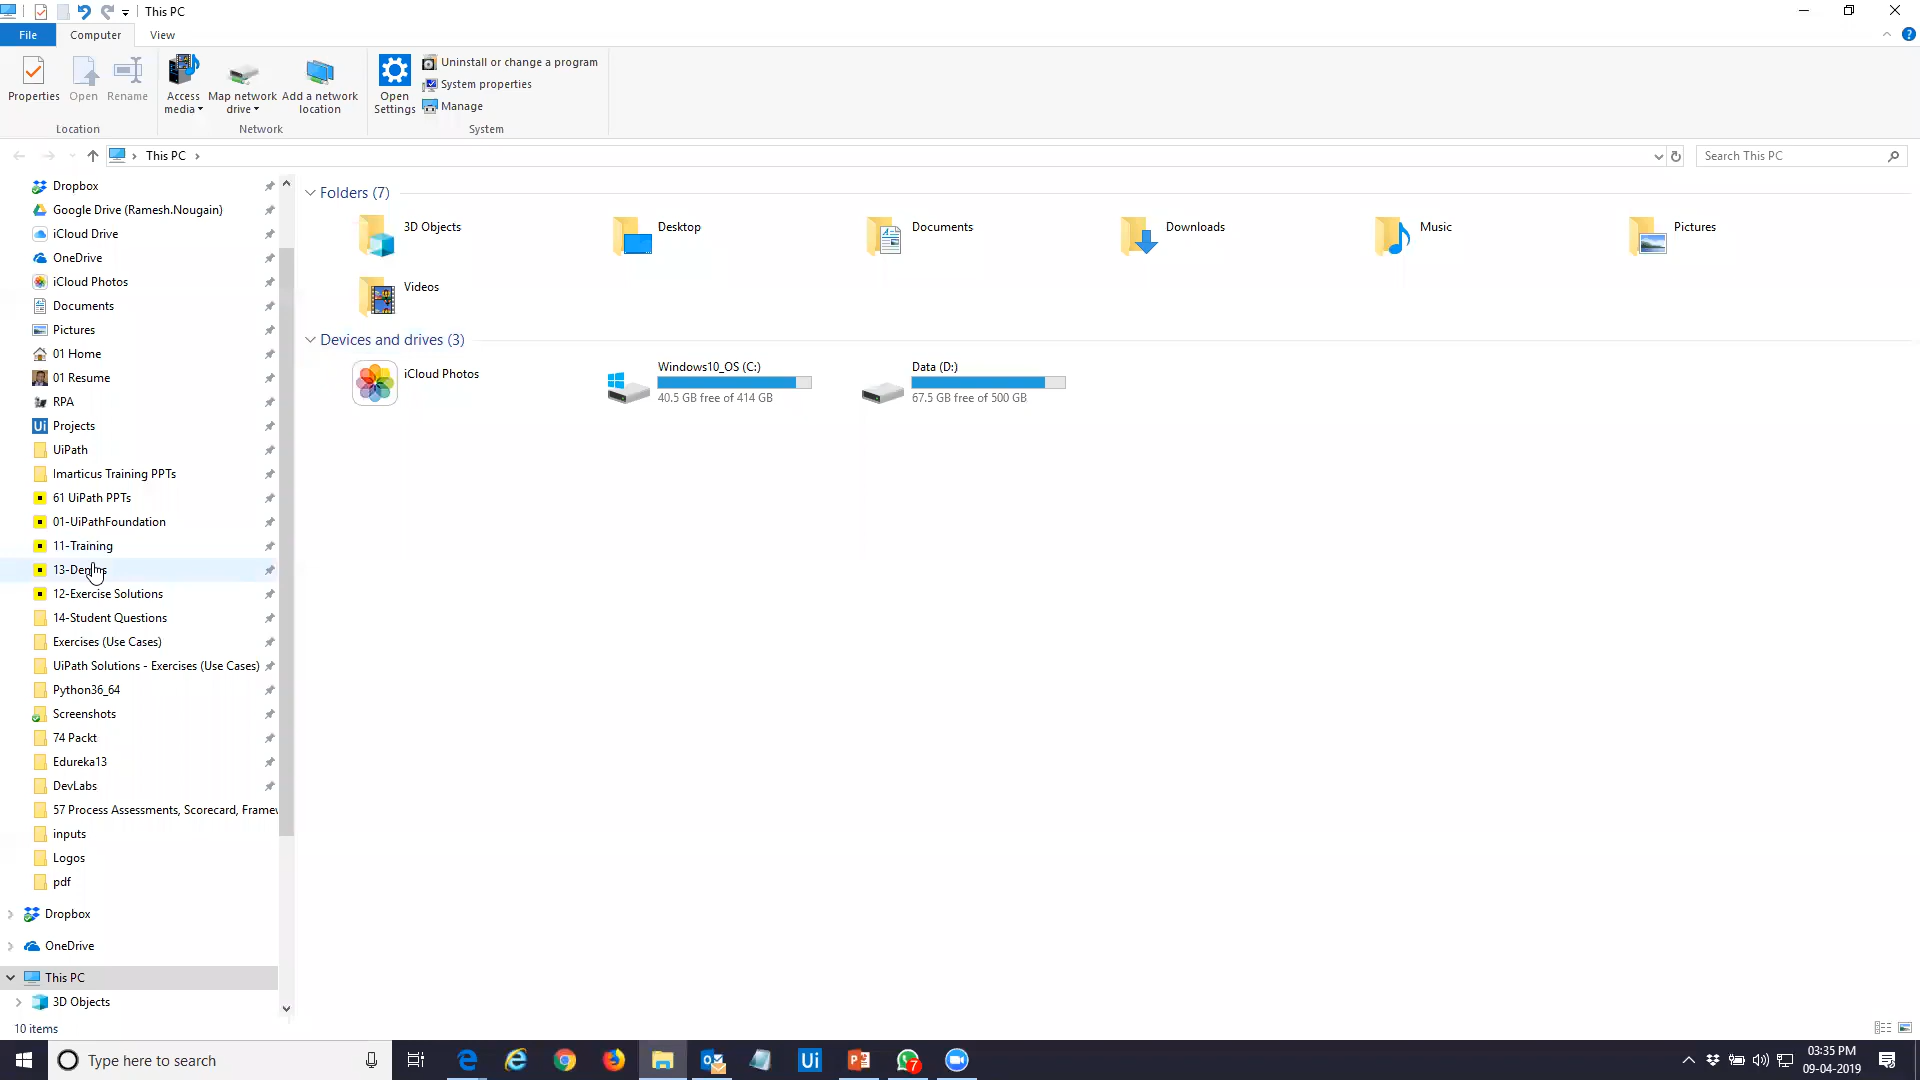 This PC
File
Computer
View
Properties
Open
Rename
Access media
Map network drive
Add a network location
Open Settings
Uninstall or change a program
System properties
Manage
Location
Network
System
This PC
Search This PC
Dropbox
Google Drive (Ramesh.Nougain)
iCloud Drive
OneDrive
iCloud Photos
Documents
Pictures
01 Home
01 Resume
RPA
Ui Projects
UiPath
Imarticus Training PPTs
61 UiPath PPTs
01-UiPathFoundation
11-Training
12-Exercise Solutions
14-Student Questions
Exercises (Use Cases)
UiPath Solutions - Exercises (Use Cases)
Python36_64
Screenshots
74 Packt
Edureka13
DevLabs
57 Process Assessments, Scorecard,
inputs
Logos
pdf
Dropbox
OneDrive
This PC
3D Objects
Folders (7)
3D Objects
Desktop
Documents
Downloads
Music
Pictures
Videos
Devices and drives (3)
iCloud Photos
Windows10_OS (C:)
40.5 GB free of 414 GB
Data (D:)
67.5 GB free of 500 GB
10 items
Type here to search
Ui
7
03:35 PM
09-04-2019